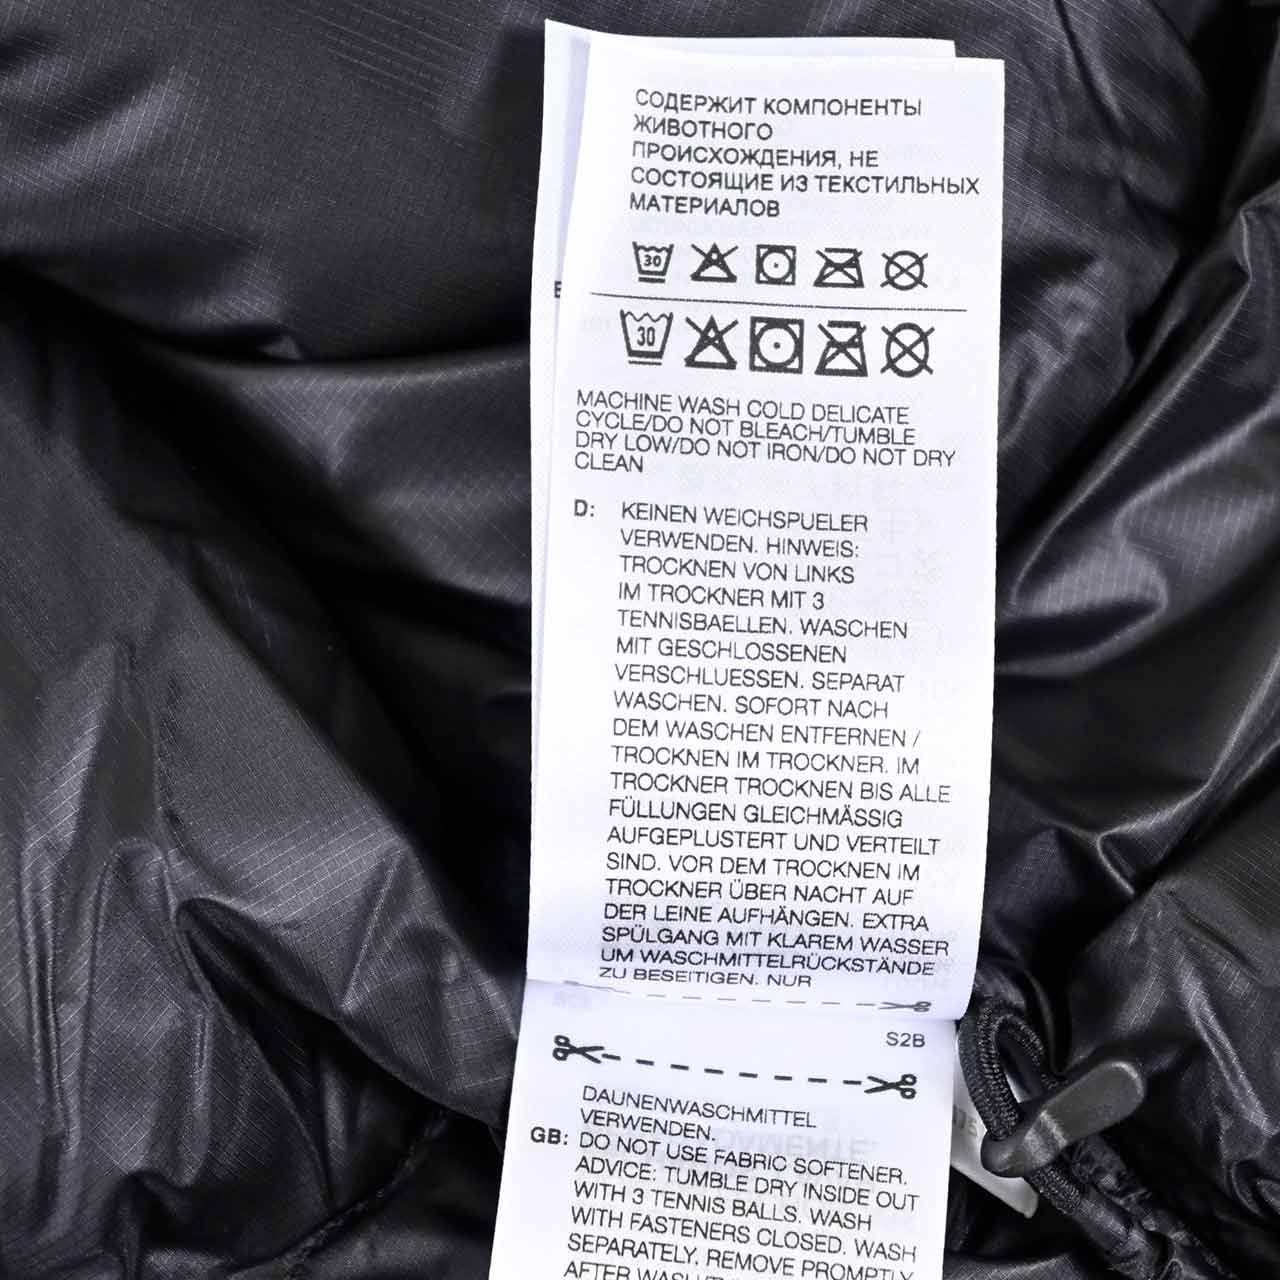 СОДЕРЖИТ КОМПОНЕНТЫ
ЖИВОТНОГО
ПРОИСХОЖДЕНИЯ, НЕ
СОСТОЯЩИЕ ИЗ ТЕКСТИЛЬНЫХ
МАТЕРИАЛОВ
30
30
MACHINE WASH COLD DELICATE
CYCLE/DO NOT BLEACH/TUMBLE
DRY LOW/DO NOT IRON/DO NOT DRY
CLEAN
D: KEINEN WEICHSPUELER
VERWENDEN. HINWEIS:
TROCKNEN VON LINKS
IM TROCKNER MIT 3
TENNISBAELLEN. WASCHEN
MIT GESCHLOSSENEN
VERSCHLUESSEN. SEPARAT
WASCHEN. SOFORT NACH
DEM WASCHEN ENTFERNEN /
TROCKNEN IM TROCKNER. IM
TROCKNER TROCKNEN BIS ALLE
FÜLLUNGEN GLEICHMÄSSIG
AUFGEPLUSTERT UND VERTEILT
SIND. VOR DEM TROCKNEN IM
TROCKNER ÜBER NACHT AUF
DER LEINE AUFHÄNGEN. EXTRA
SPÜLGANG MIT KLAREM WASSER
UM WASCHMITTELRÜCKSTÄNDE
ZU BESEITIGEN. NUR
S2B
DAUNENWASCHMITTEL
VERWENDEN.
GB: DO NOT USE FABRIC SOFTENER.
ADVICE: TUMBLE DRY INSIDE OUT
WITH 3 TENNIS BALLS. WASH
WITH FASTENERS CLOSED. WASH
SEPARATELY. REMOVE PROMPTLY
AFTER